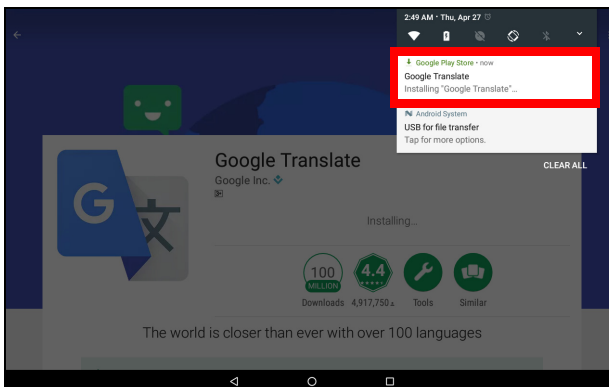 2:49 AM • Thu, Apr 27
Google Play Store • now
Google Translate
Installing "Google Translate"...
Android System
USB for file transfer
Tap for more options.
CLEAR ALL
G
文
Google Translate
Google Inc.
Installing...
100
MILLION
4.4
Downloads
4,917,750
Tools
Similar
The world is closer than ever with over 100 languages